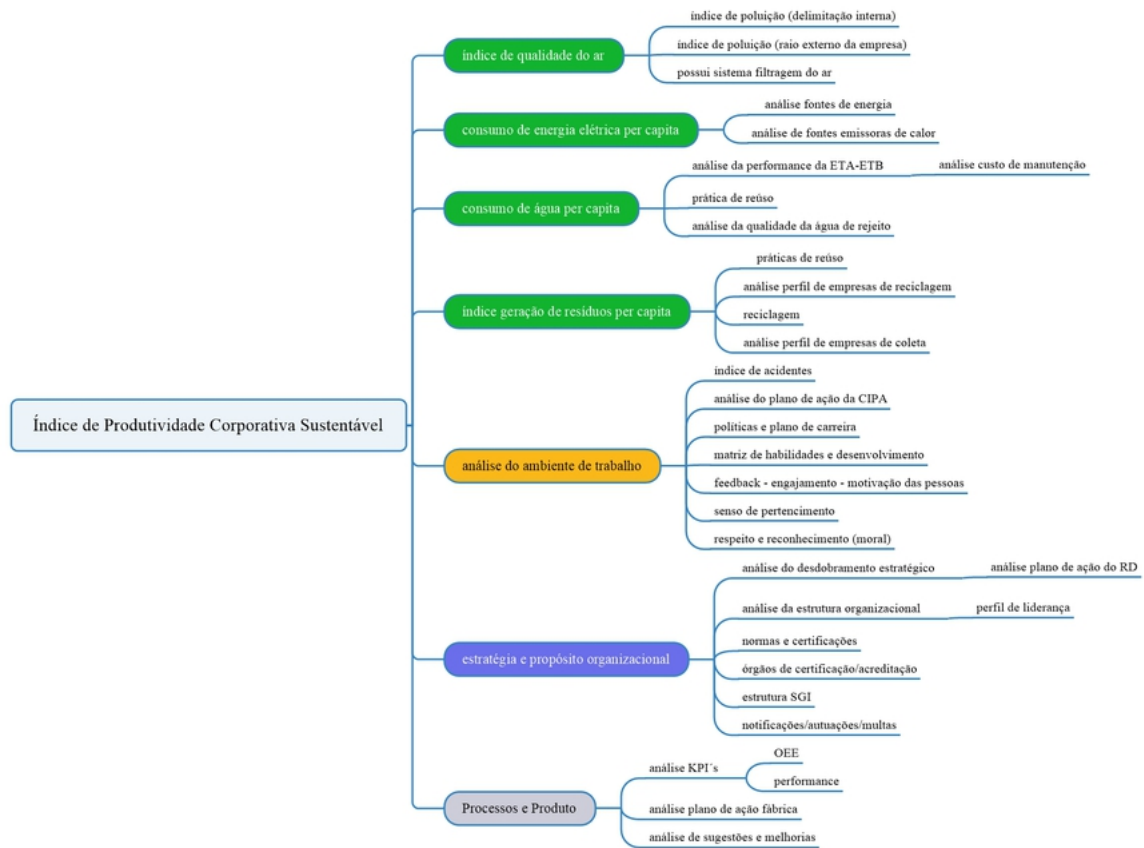 índice de poluição (delimitação interna)
índice de qualidade do ar
índice de poluição (raio externo da empresa)
possui sistema filtragem do ar
análise fontes de energia
consumo de energia elétrica per capita
análise de fontes emissoras de calor
análise da performance da ETA-ETB
análise custo de manutenção
consumo de água per capita
prática de reúso
análise da qualidade da água de rejeito
práticas de reúso
análise perfil de empresas de reciclagem
índice geração de resíduos per capita
reciclagem
análise perfil de empresas de coleta
Índice de Produtividade Corporativa Sustentável
índice de acidentes
análise do plano de ação da CIPA
políticas e plano de carreira
análise do ambiente de trabalho
matriz de habilidades e desenvolvimento
feedback - engajamento - motivação das pessoas
senso de pertencimento
respeito e reconhecimento (moral)
análise do desdobramento estratégico
análise plano de ação do RD
análise da estrutura organizacional
perfil de liderança
estratégia e propósito organizacional
normas e certificações
órgãos de certificação/acreditação
estrutura SGI
notificações/autuações/multas
OEE
análise KPI´s
performance
Processos e Produto
análise plano de ação fábrica
análise de sugestões e melhorias